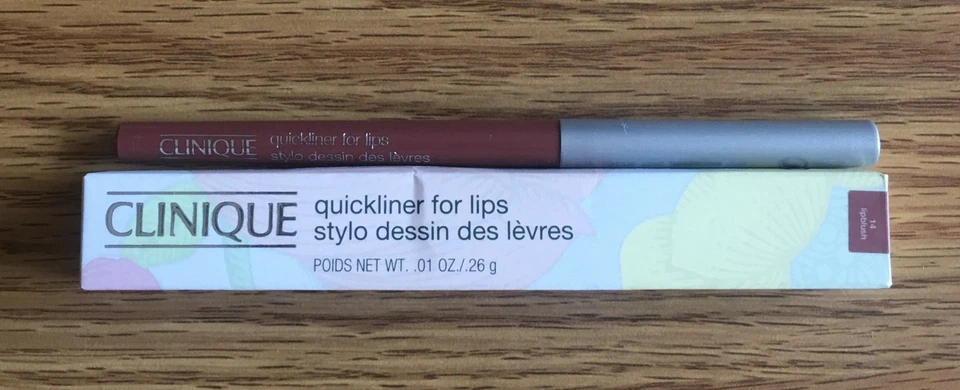 CLINIQUE
quickliner for lips
stylo dessin des lèvres
CLINIQUE
quickliner for lips
stylo dessin des lèvres
POIDS NET WT. .01 OZ./.26 g
14
lipblush